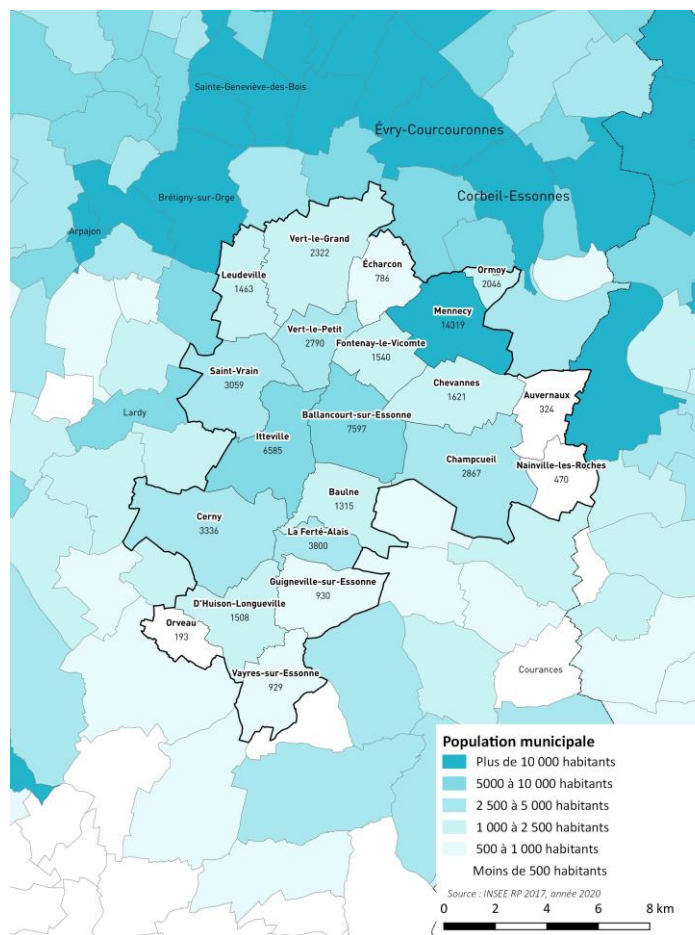 Sainte-Geneviève-des-Bois
Évry-Courcouronnes
Brétigny-sur-Orge
Corbeil-Essonnes
Arpajon
Vert-le-Grand
2322
Leudeville
1463
Écharcon
786
Ormoy
2046
Mennecy
14319
Vert-le-Petit
2790
Fontenay-le-Vicomte
1540
Saint-Vrain
3059
Chevannes
1621
Auvernaux
324
Lardy
Ballancourt-sur-Essonne
7597
Itteville
6585
Champcueil
2867
Nainville-les-Roches
470
Baulne
1315
Cerny
3336
La Ferté-Alais
3800
Guigneville-sur-Essonne
930
D'Huison-Longueville
1508
Orveau
193
Vayres-sur-Essonne
929
Courances
Population municipale
Plus de 10 000 habitants
5000 à 10 000 habitants
2 500 à 5 000 habitants
1 000 à 2 500 habitants
500 à 1 000 habitants
Moins de 500 habitants
Source : INSEE RP 2017, année 2020
0 2 4 6 8 km